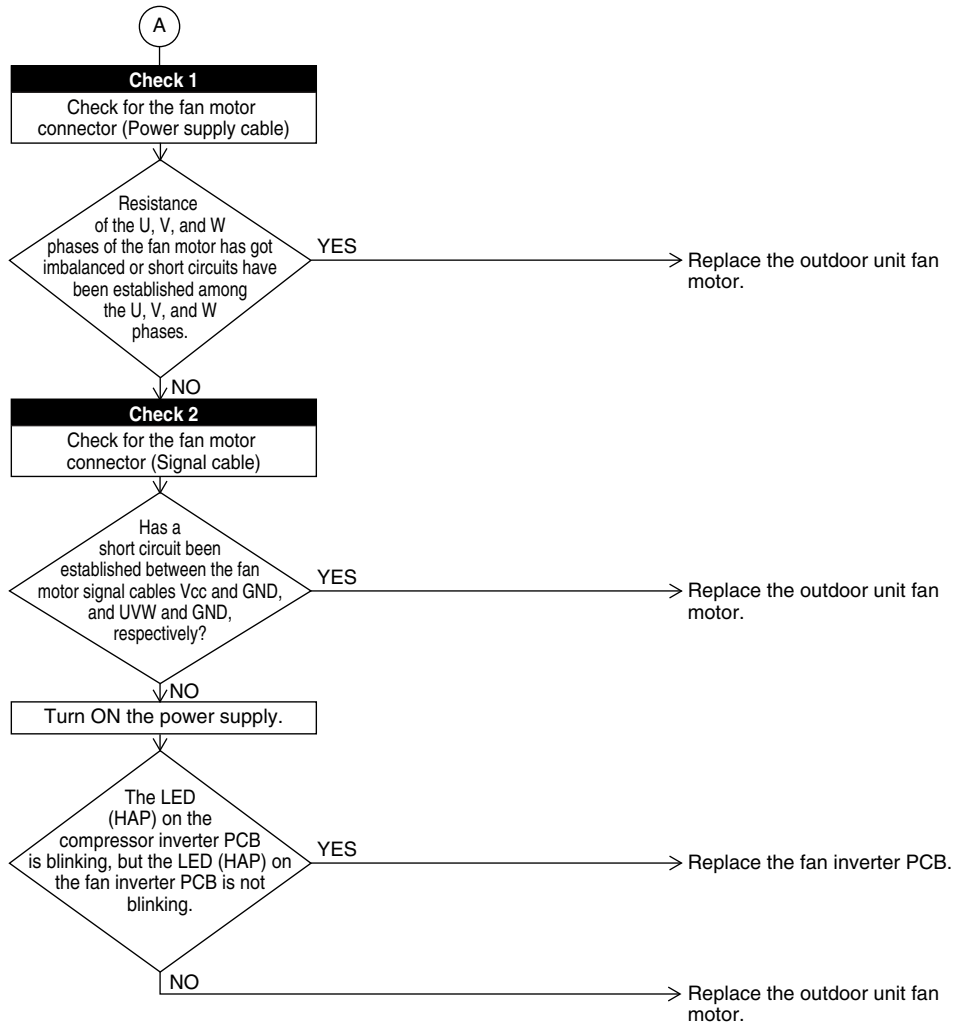 A
Check 1
Check for the fan motor
connector (Power supply cable)
Resistance
of the U, V, and W
phases of the fan motor has got
imbalanced or short circuits have
been established among
the U, V, and W
phases.
YES
Replace the outdoor unit fan
motor.
NO
Check 2
Check for the fan motor
connector (Signal cable)
Has a
short circuit been
established between the fan
motor signal cables Vcc and GND,
and UVW and GND,
respectively?
YES
Replace the outdoor unit fan
motor.
NO
Turn ON the power supply.
The LED
(HAP) on the
compressor inverter PCB
is blinking, but the LED (HAP) on
the fan inverter PCB is not
blinking.
YES
Replace the fan inverter PCB.
NO
Replace the outdoor unit fan
motor.